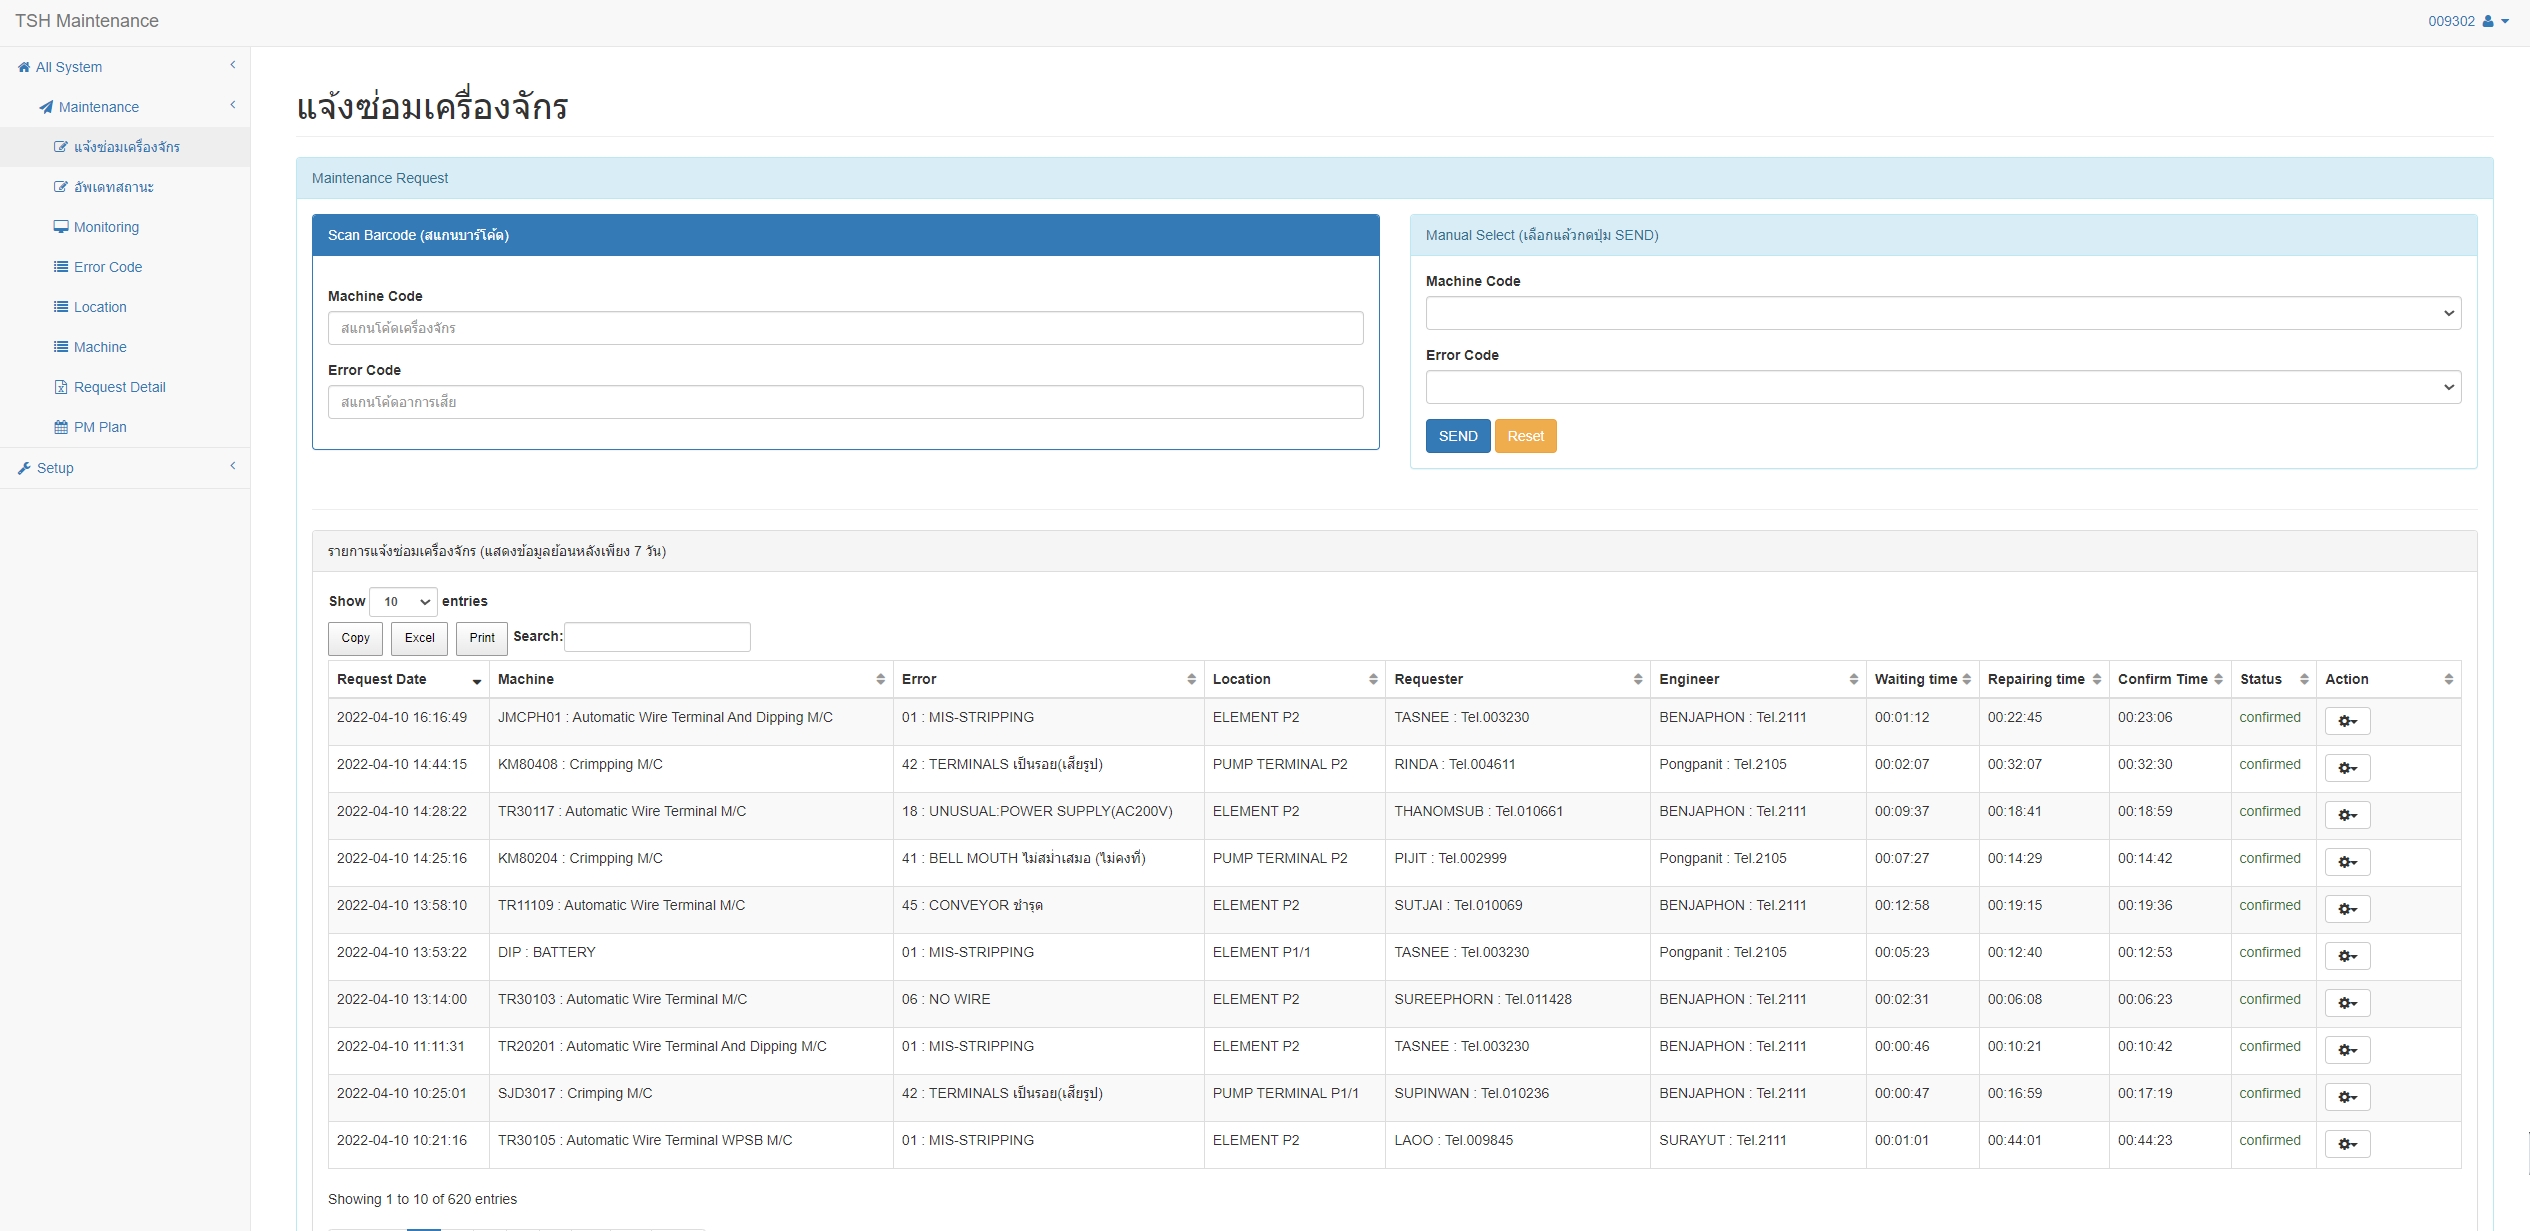 TSH Maintenance
009302
All System
Maintenance
แจ้งซ่อมเครื่องจักร
อัพเดทสถานะ
Monitoring
Error Code
Location
Machine
Request Detail
PM Plan
Setup
แจ้งซ่อมเครื่องจักร
Maintenance Request
Scan Barcode (สแกนบาร์โค้ด)
Machine Code
สแกนโค้ดเครื่องจักร
Error Code
สแกนโค้ดอาการเสีย
Manual Select (เลือกแล้วกดปุ่ม SEND)
Machine Code
Error Code
SEND Reset
รายการแจ้งซ่อมเครื่องจักร (แสดงข้อมูลย้อนหลังเพียง 7 วัน)
Show 10 entries
Copy Excel Print Search:
Request Date Machine Error Location Requester Engineer Waiting time Repairing time Confirm Time Status Action
2022-04-10 16:16:49 JMCPH01 : Automatic Wire Terminal And Dipping M/C 01 : MIS-STRIPPING ELEMENT P2 TASNEE : Tel.003230 BENJAPHON : Tel.2111 00:01:12 00:22:45 00:23:06 confirmed
2022-04-10 14:44:15 KM80408 : Crimpping M/C 42 : TERMINALS เป็นรอย(เสียรูป) PUMP TERMINAL P2 RINDA : Tel.004611 Pongpanit : Tel.2105 00:02:07 00:32:07 00:32:30 confirmed
2022-04-10 14:28:22 TR30117 : Automatic Wire Terminal M/C 18 : UNUSUAL:POWER SUPPLY(AC200V) ELEMENT P2 THANOMSUB : Tel.010661 BENJAPHON : Tel.2111 00:09:37 00:18:41 00:18:59 confirmed
2022-04-10 14:25:16 KM80204 : Crimpping M/C 41 : BELL MOUTH ไม่สม่ำเสมอ (ไม่คงที่) PUMP TERMINAL P2 PIJIT : Tel.002999 Pongpanit : Tel.2105 00:07:27 00:14:29 00:14:42 confirmed
2022-04-10 13:58:10 TR11109 : Automatic Wire Terminal M/C 45 : CONVEYOR ชำรุด ELEMENT P2 SUTJAI : Tel.010069 BENJAPHON : Tel.2111 00:12:58 00:19:15 00:19:36 confirmed
2022-04-10 13:53:22 DIP : BATTERY 01 : MIS-STRIPPING ELEMENT P1/1 TASNEE : Tel.003230 Pongpanit : Tel.2105 00:05:23 00:12:40 00:12:53 confirmed
2022-04-10 13:14:00 TR30103 : Automatic Wire Terminal M/C 06 : NO WIRE ELEMENT P2 SUREEPHORN : Tel.011428 BENJAPHON : Tel.2111 00:02:31 00:06:08 00:06:23 confirmed
2022-04-10 11:11:31 TR20201 : Automatic Wire Terminal And Dipping M/C 01 : MIS-STRIPPING ELEMENT P2 TASNEE : Tel.003230 BENJAPHON : Tel.2111 00:00:46 00:10:21 00:10:42 confirmed
2022-04-10 10:25:01 SJD3017 : Crimping M/C 42 : TERMINALS เป็นรอย(เสียรูป) PUMP TERMINAL P1/1 SUPINWAN : Tel.010236 BENJAPHON : Tel.2111 00:00:47 00:16:59 00:17:19 confirmed
2022-04-10 10:21:16 TR30105 : Automatic Wire Terminal WPSB M/C 01 : MIS-STRIPPING ELEMENT P2 LAOO : Tel.009845 SURAYUT : Tel.2111 00:01:01 00:44:01 00:44:23 confirmed
Showing 1 to 10 of 620 entries